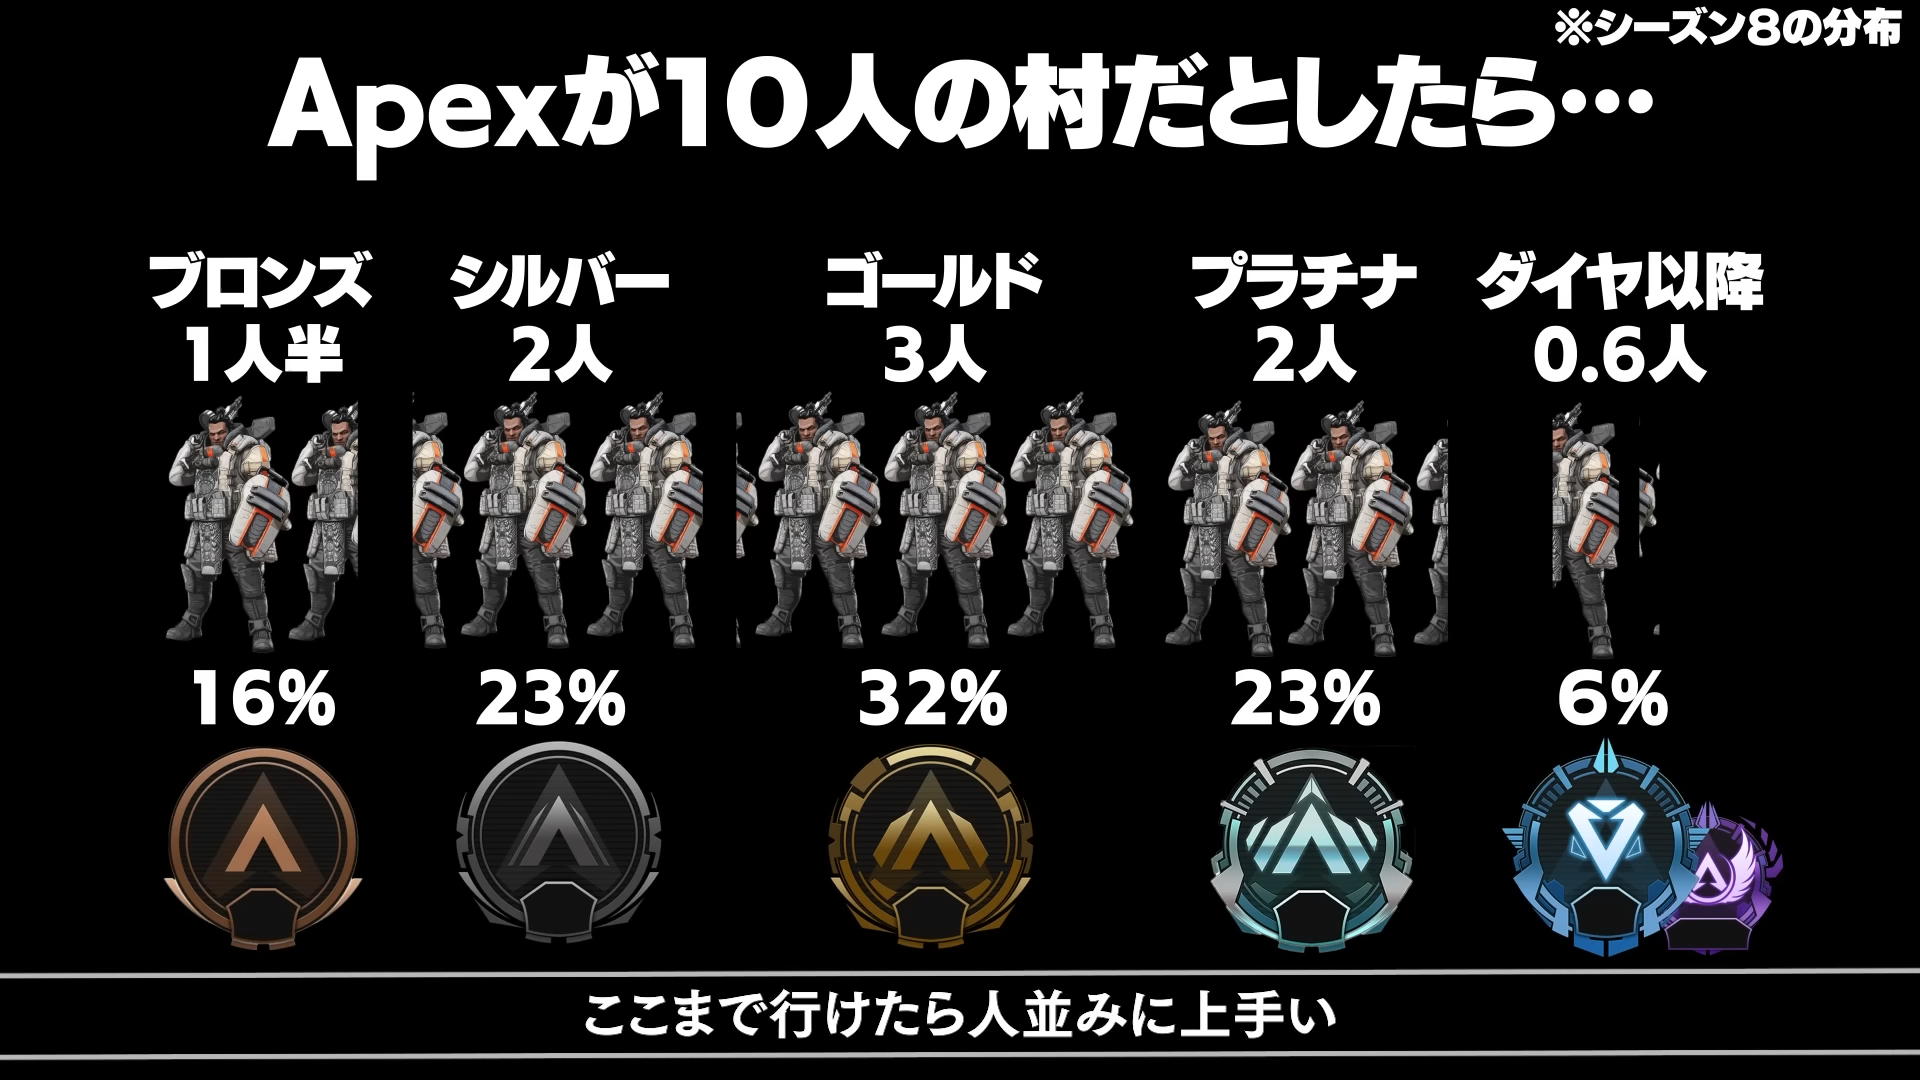 ※シーズン8の分布
Apexが10人の村だとしたら…
ブロンズ
1人半
シルバー
2人
ゴールド
3人
プラチナ
2人
ダイヤ以降
0.6人
16%
23%
32%
23%
6%
ここまで行けたら人並みに上手い